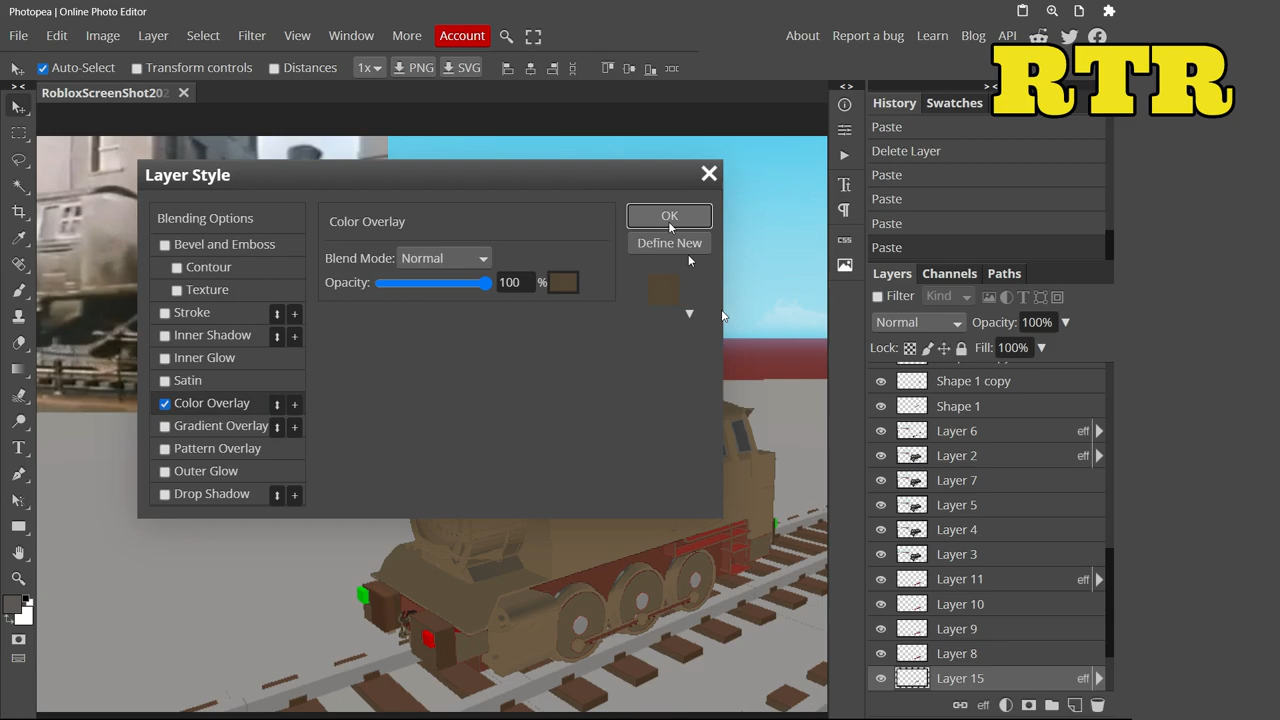 Photopea | Online Photo Editor
File Edit Image Layer Select Filter View Window More Account About Report a bug Learn Blog API
Auto-Select Transform controls Distances 1x PNG SVG
RTR
RobloxScreenShot202
History Swatches
Paste
Delete Layer
Paste
Paste
Paste
Paste
Layer Style
Blending Options
Bevel and Emboss
Contour
Texture
Stroke
Inner Shadow
Inner Glow
Satin
Color Overlay
Gradient Overlay
Pattern Overlay
Outer Glow
Drop Shadow
Color Overlay
Blend Mode: Normal
Opacity: 100 %
OK
Define New
CSS
Layers Channels Paths
Filter Kind
Normal Opacity: 100%
Lock: Fill: 100%
Shape 1 copy
Shape 1
Layer 6 eff
Layer 2 eff
Layer 7
Layer 5
Layer 4
Layer 3
Layer 11 eff
Layer 10
Layer 9
Layer 8
Layer 15 eff
eff